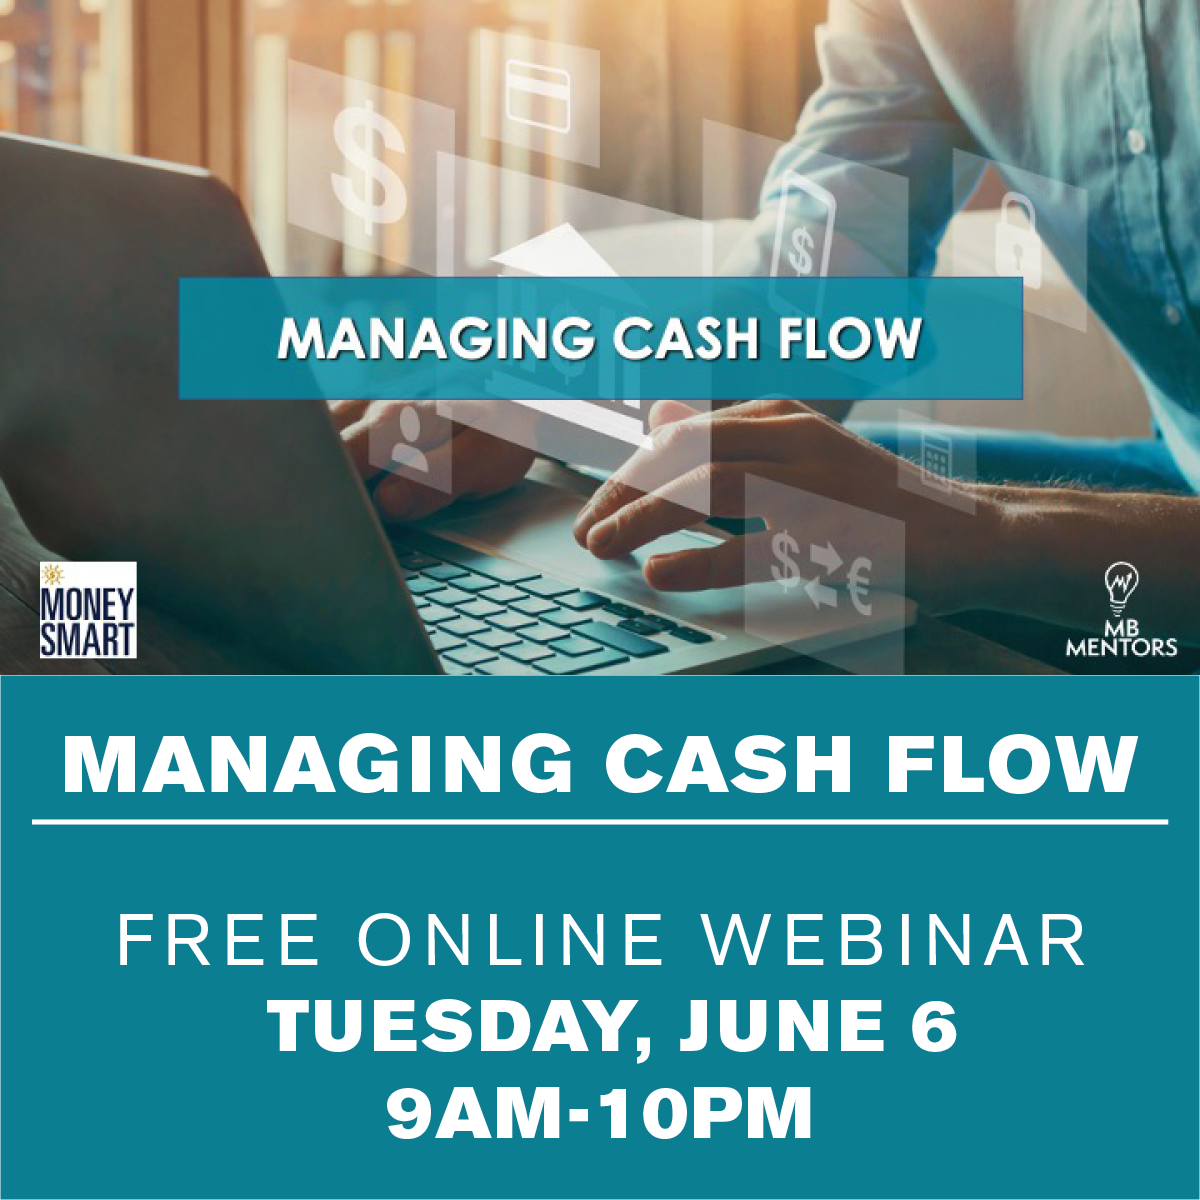 MANAGING CASH FLOW
$
$
$
$ €
MONEY
SMART
MB
MENTORS
MANAGING CASH FLOW
FREE ONLINE WEBINAR
TUESDAY, JUNE 6
9AM-10PM